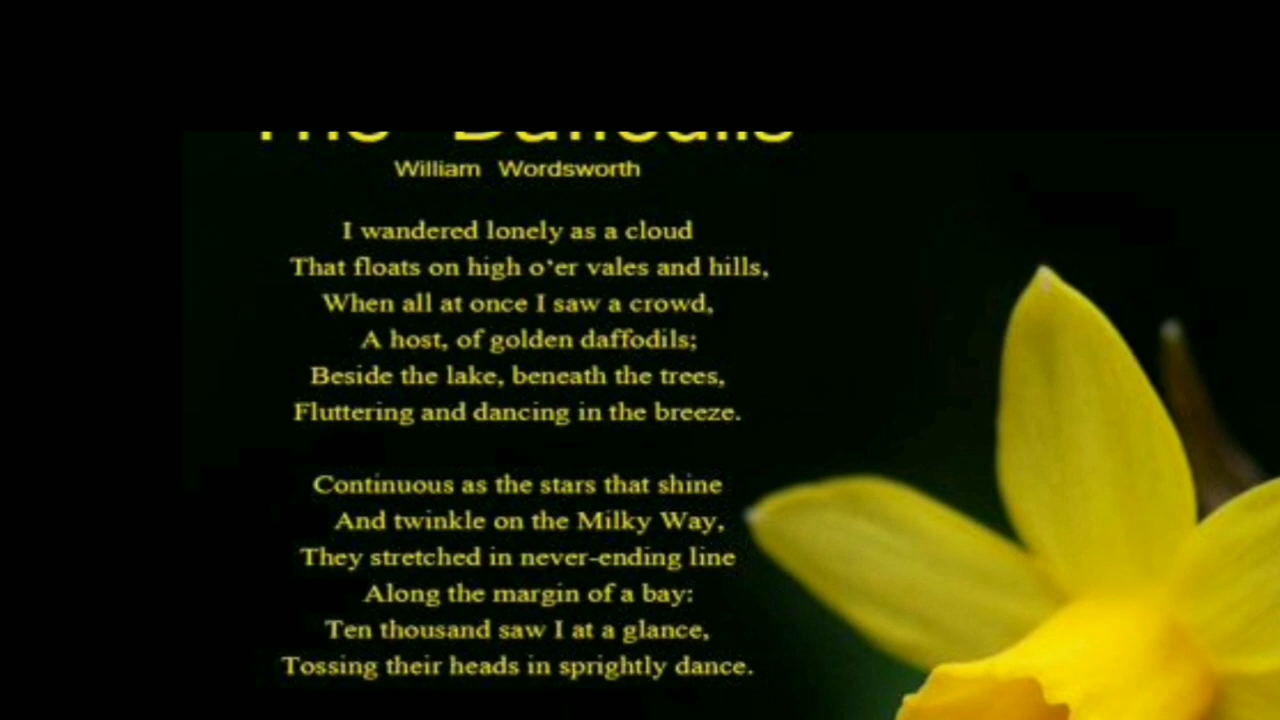 The Daffodils
William Wordsworth
I wandered lonely as a cloud
That floats on high o'er vales and hills,
When all at once I saw a crowd,
A host, of golden daffodils;
Beside the lake, beneath the trees,
Fluttering and dancing in the breeze.
Continuous as the stars that shine
And twinkle on the Milky Way,
They stretched in never-ending line
Along the margin of a bay:
Ten thousand saw I at a glance,
Tossing their heads in sprightly dance.